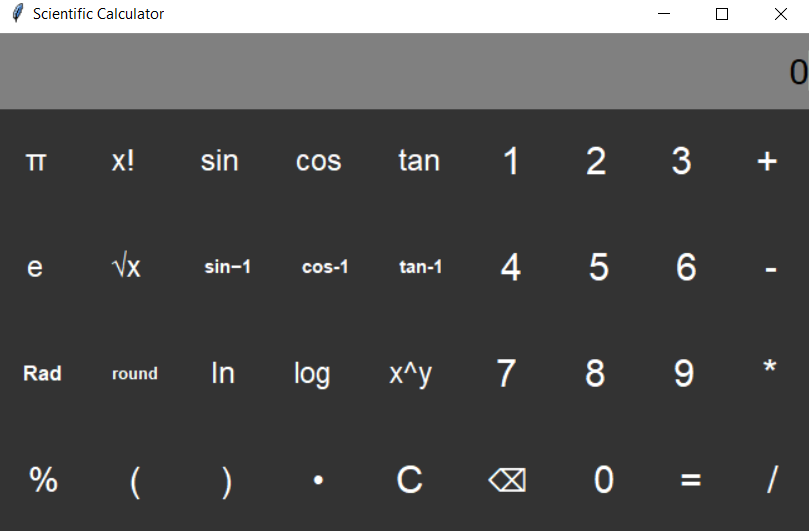 Scientific Calculator
0
π x! sin cos tan 1 2 3 +
e √x sin−1 cos-1 tan-1 4 5 6 -
Rad round ln log x^y 7 8 9 *
% ( ) • C ⌫ 0 = /